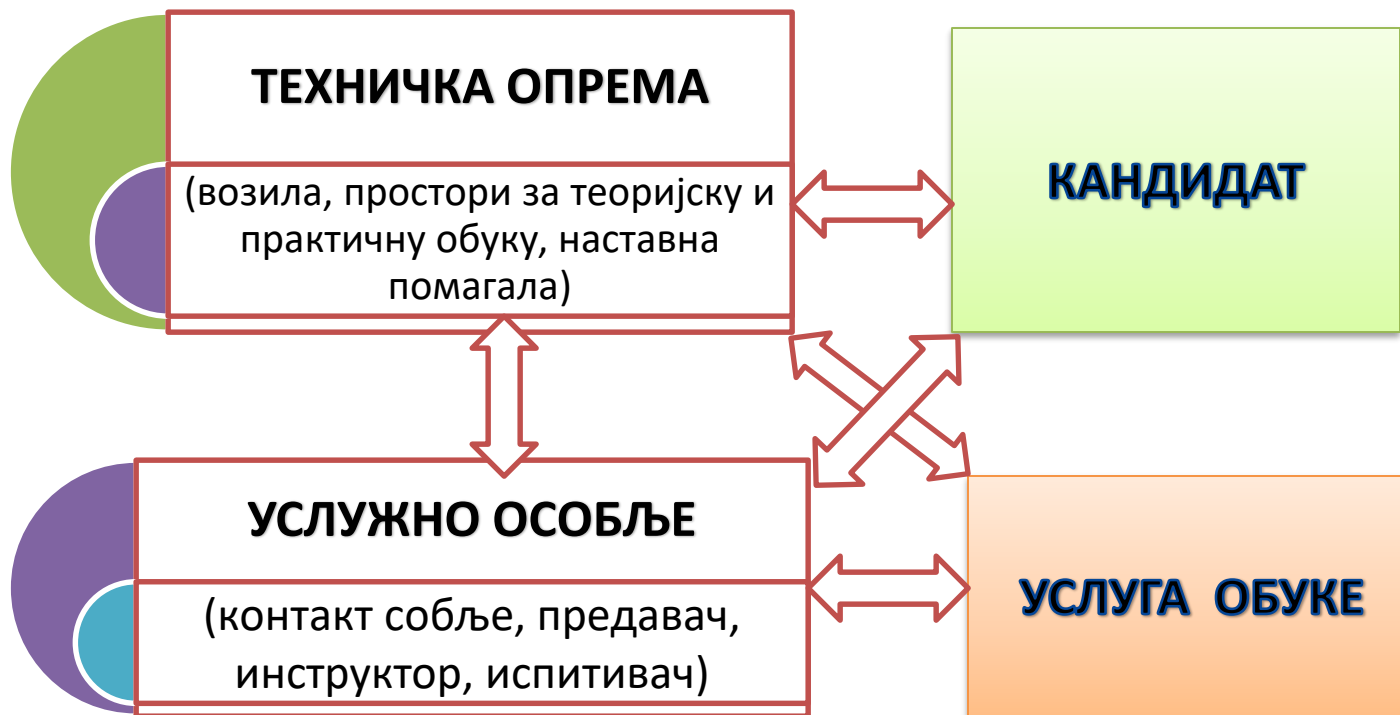 ТЕХНИЧКА ОПРЕМА
(возила, простори за теоријску и
практичну обуку, наставна
помагала)
КАНДИДАТ
УСЛУЖНО ОСОБЉЕ
(контакт собље, предавач,
инструктор, испитивач)
УСЛУГА ОБУКЕ